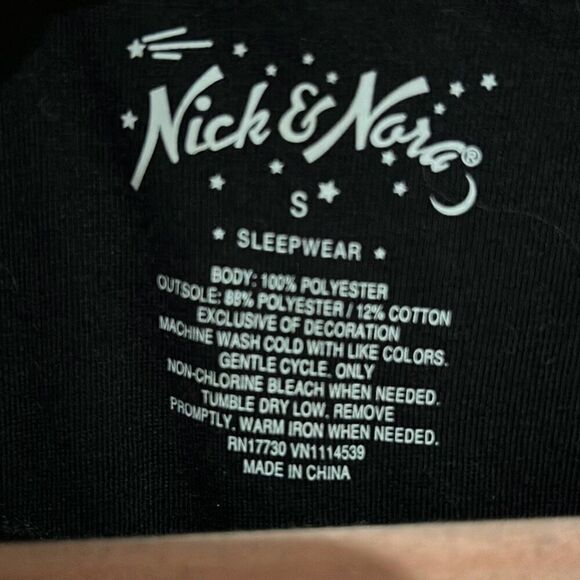 Nick & Nora®
S
SLEEPWEAR
BODY: 100% POLYESTER
OUTSOLE: 88% POLYESTER / 12% COTTON
EXCLUSIVE OF DECORATION
MACHINE WASH COLD WITH LIKE COLORS.
GENTLE CYCLE. ONLY
NON-CHLORINE BLEACH WHEN NEEDED.
TUMBLE DRY LOW. REMOVE
PROMPTLY. WARM IRON WHEN NEEDED.
RN17730 VN1114539
MADE IN CHINA